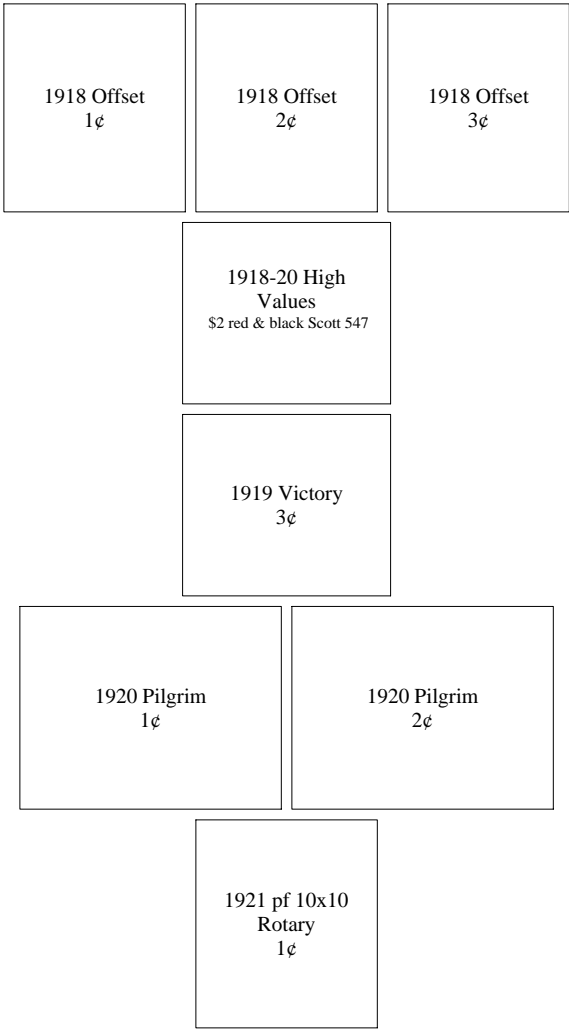 1918 Offset
1¢
1918 Offset
2¢
1918 Offset
3¢
1918-20 High
Values
$2 red & black Scott 547
1919 Victory
3¢
1920 Pilgrim
1¢
1920 Pilgrim
2¢
1921 pf 10x10
Rotary
1¢